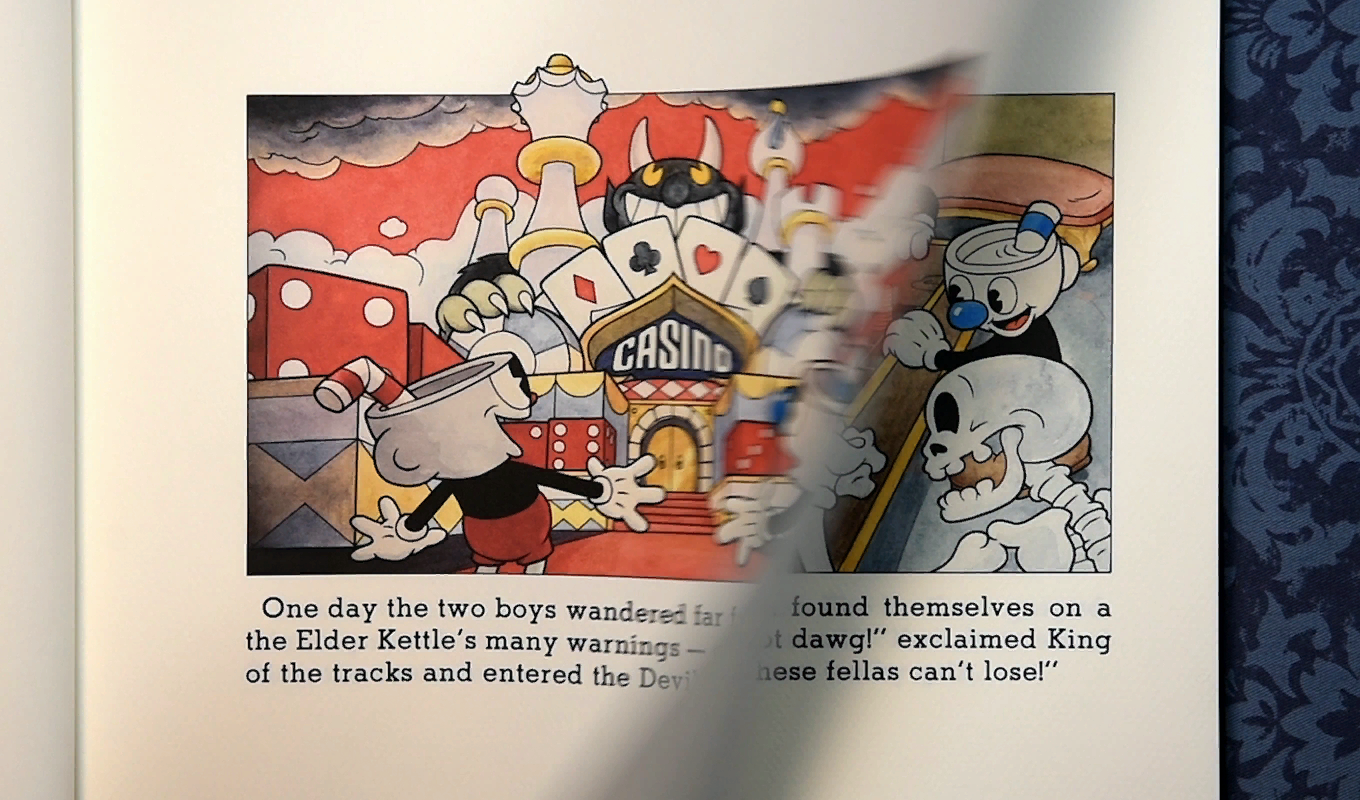 CASINO
One day the two boys wandered far
the Elder Kettle's many warnings —
of the tracks and entered the
found themselves on a
dawg!" exclaimed King
fellas can't lose!"